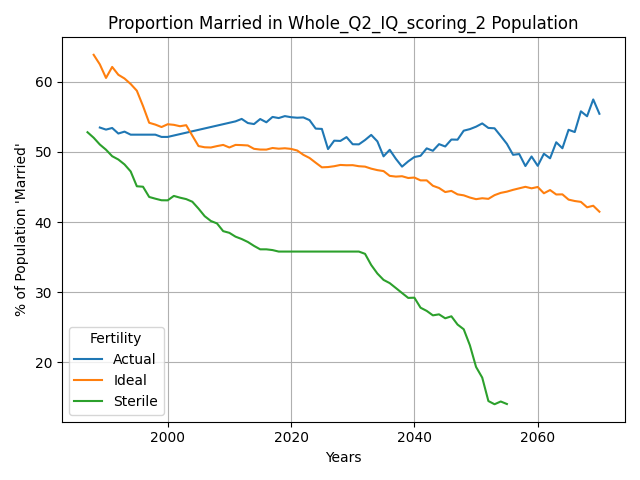 Proportion Married in Whole_Q2_IQ_scoring_2 Population
% of Population 'Married'
60
50
40
30
20
Fertility
Actual
Ideal
Sterile
2000 2020 2040 2060
Years